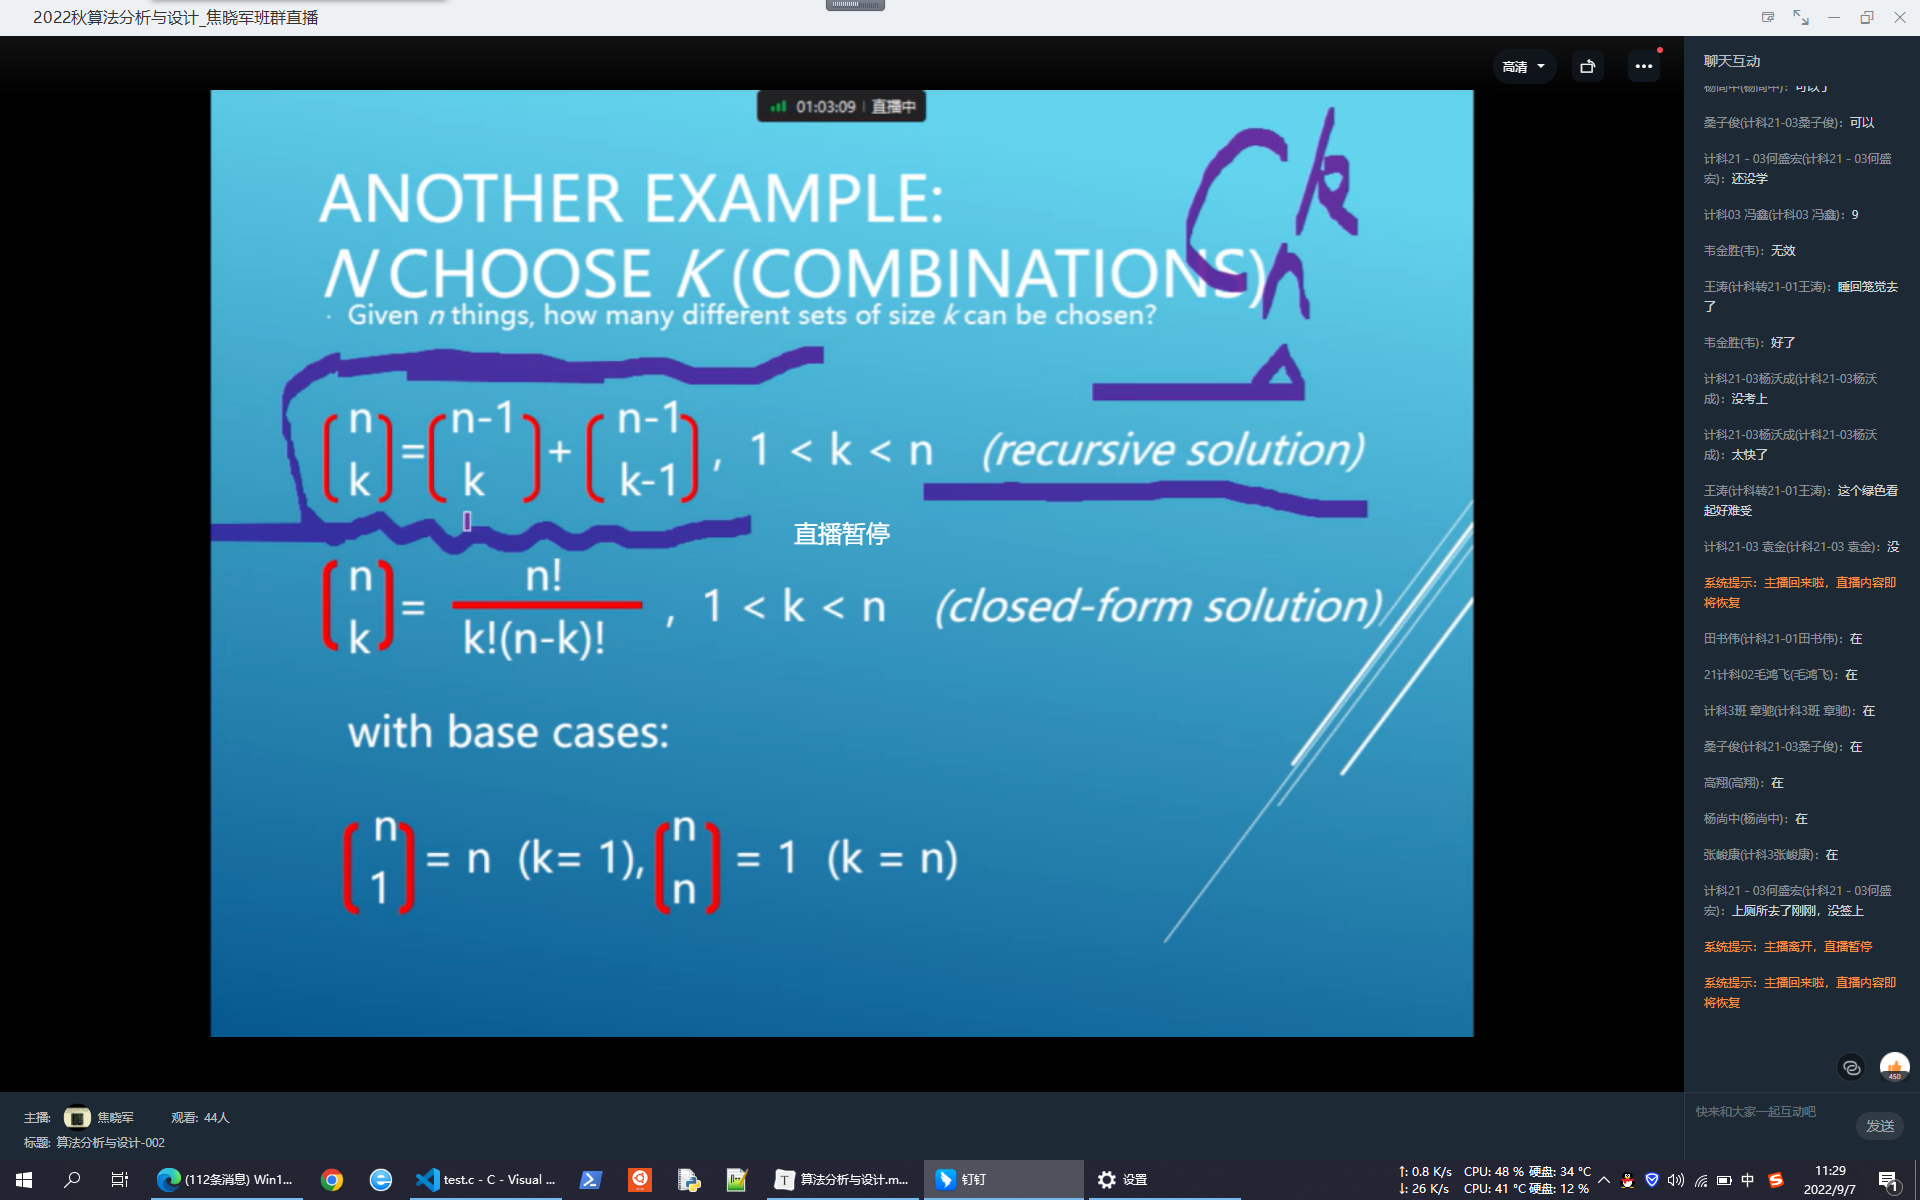 2022秋算法分析与设计_焦晓军班群直播
高清
01:03:09 | 直播中
C k n
ANOTHER EXAMPLE:
N CHOOSE K (COMBINATIONS)
· Given n things, how many different sets of size k can be chosen?
n n-1 n-1
= + , 1 < k < n (recursive solution)
k k k-1
直播暂停
n n!
= , 1 < k < n (closed-form solution)
k k!(n-k)!
with base cases:
n n
= n (k= 1), = 1 (k = n)
1 n
聊天互动
杨尚中(杨尚中)：可以了
桑子俊(计科21-03桑子俊)：可以
计科21 - 03何盛宏(计科21 - 03何盛
宏)：还没学
计科03 冯鑫(计科03 冯鑫)：9
韦金胜(韦)：无效
王涛(计科转21-01王涛)：睡回笼觉去
了
韦金胜(韦)：好了
计科21-03杨沃成(计科21-03杨沃
成)：没考上
计科21-03杨沃成(计科21-03杨沃
成)：太快了
王涛(计科转21-01王涛)：这个绿色看
起好难受
计科21-03 袁金(计科21-03 袁金)：没
系统提示：主播回来啦，直播内容即
将恢复
田书伟(计科21-01田书伟)：在
21计科02毛鸿飞(毛鸿飞)：在
计科3班 章驰(计科3班 章驰)：在
桑子俊(计科21-03桑子俊)：在
高翔(高翔)：在
杨尚中(杨尚中)：在
张峻康(计科3张峻康)：在
计科21 - 03何盛宏(计科21 - 03何盛
宏)：上厕所去了刚刚，没签上
系统提示：主播离开，直播暂停
系统提示：主播回来啦，直播内容即
将恢复
450
快来和大家一起互动吧
发送
主播: 焦晓军 观看: 44人
标题: 算法分析与设计-002
(112条消息) Win1...
test.c - C - Visual ...
算法分析与设计.m...
钉钉
设置
↑: 0.8 K/s CPU: 48 % 硬盘: 34 °C
↓: 26 K/s CPU: 41 °C 硬盘: 12 %
中
11:29
2022/9/7
1